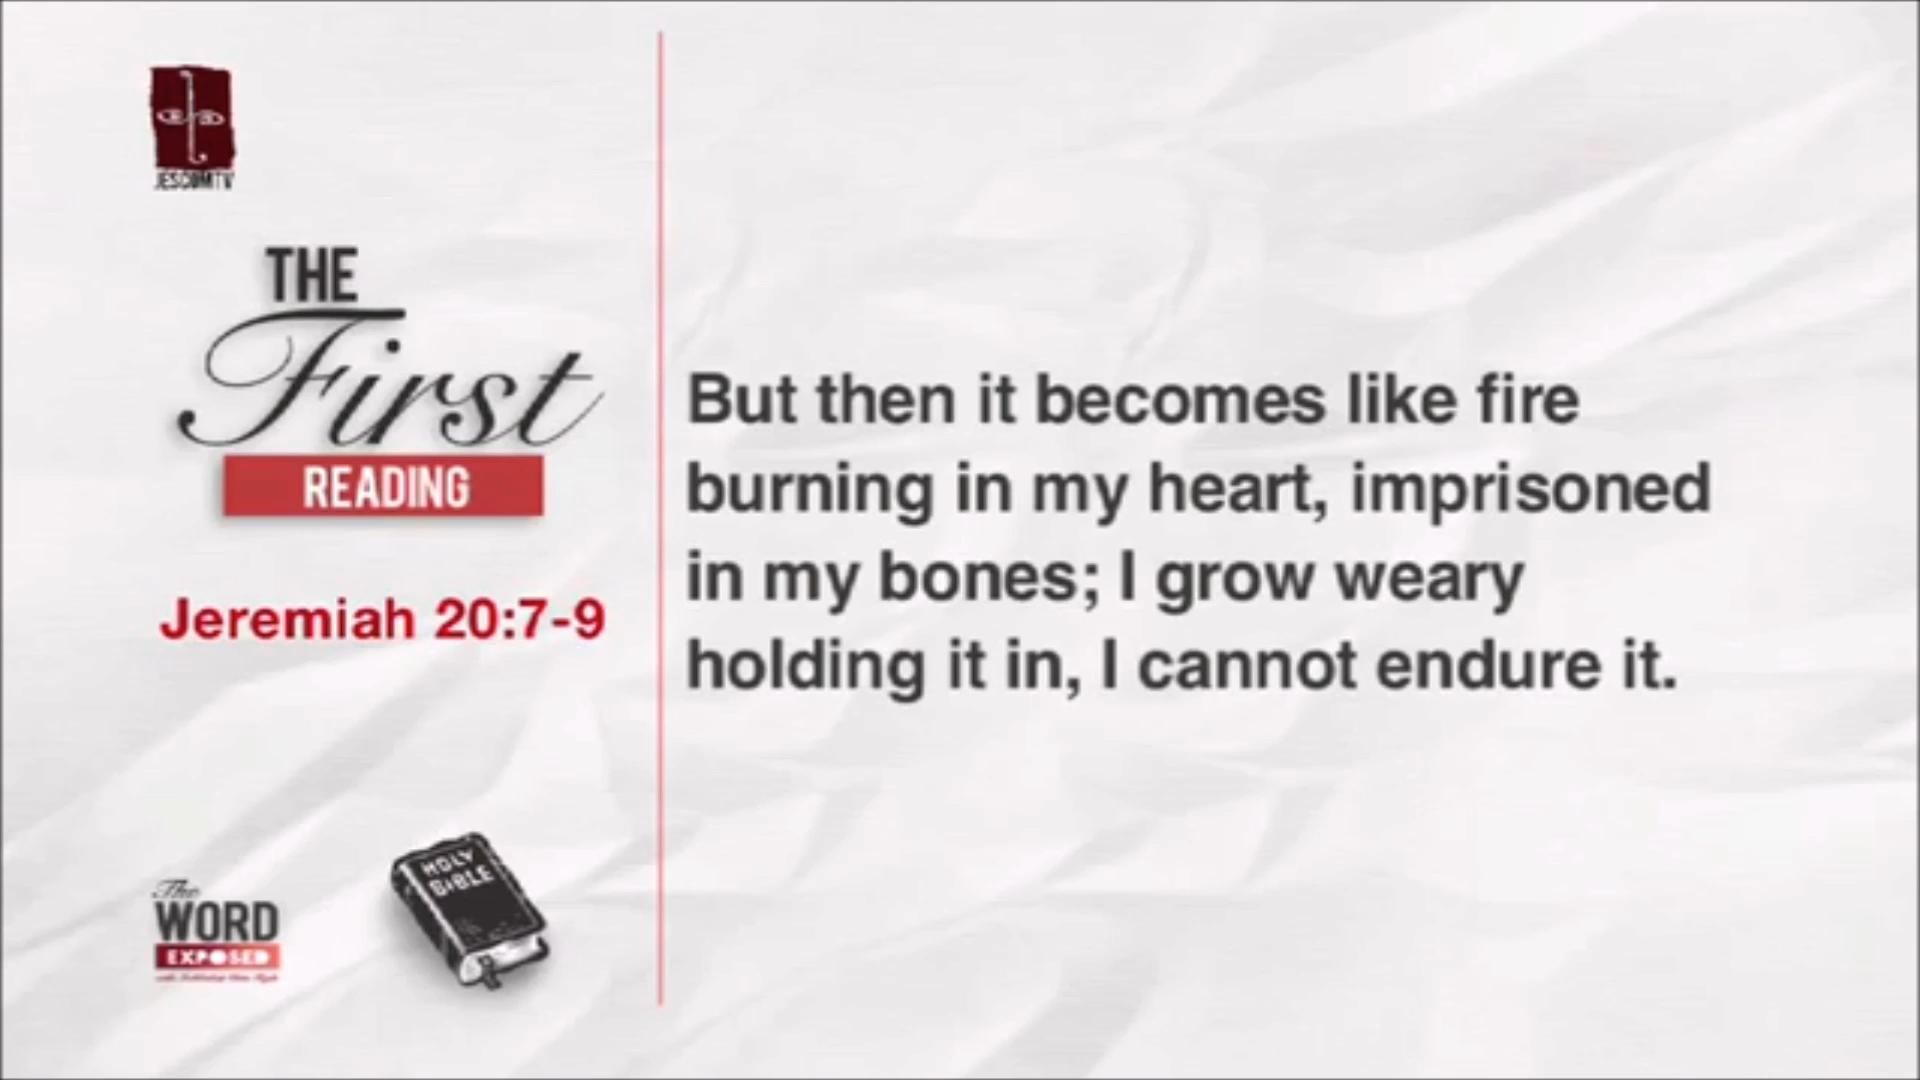 JESCOMTV
THE
First
READING
Jeremiah 20:7-9
But then it becomes like fire
burning in my heart, imprisoned
in my bones; I grow weary
holding it in, I cannot endure it.
HOLY
BIBLE
The
WORD
EXPOSED